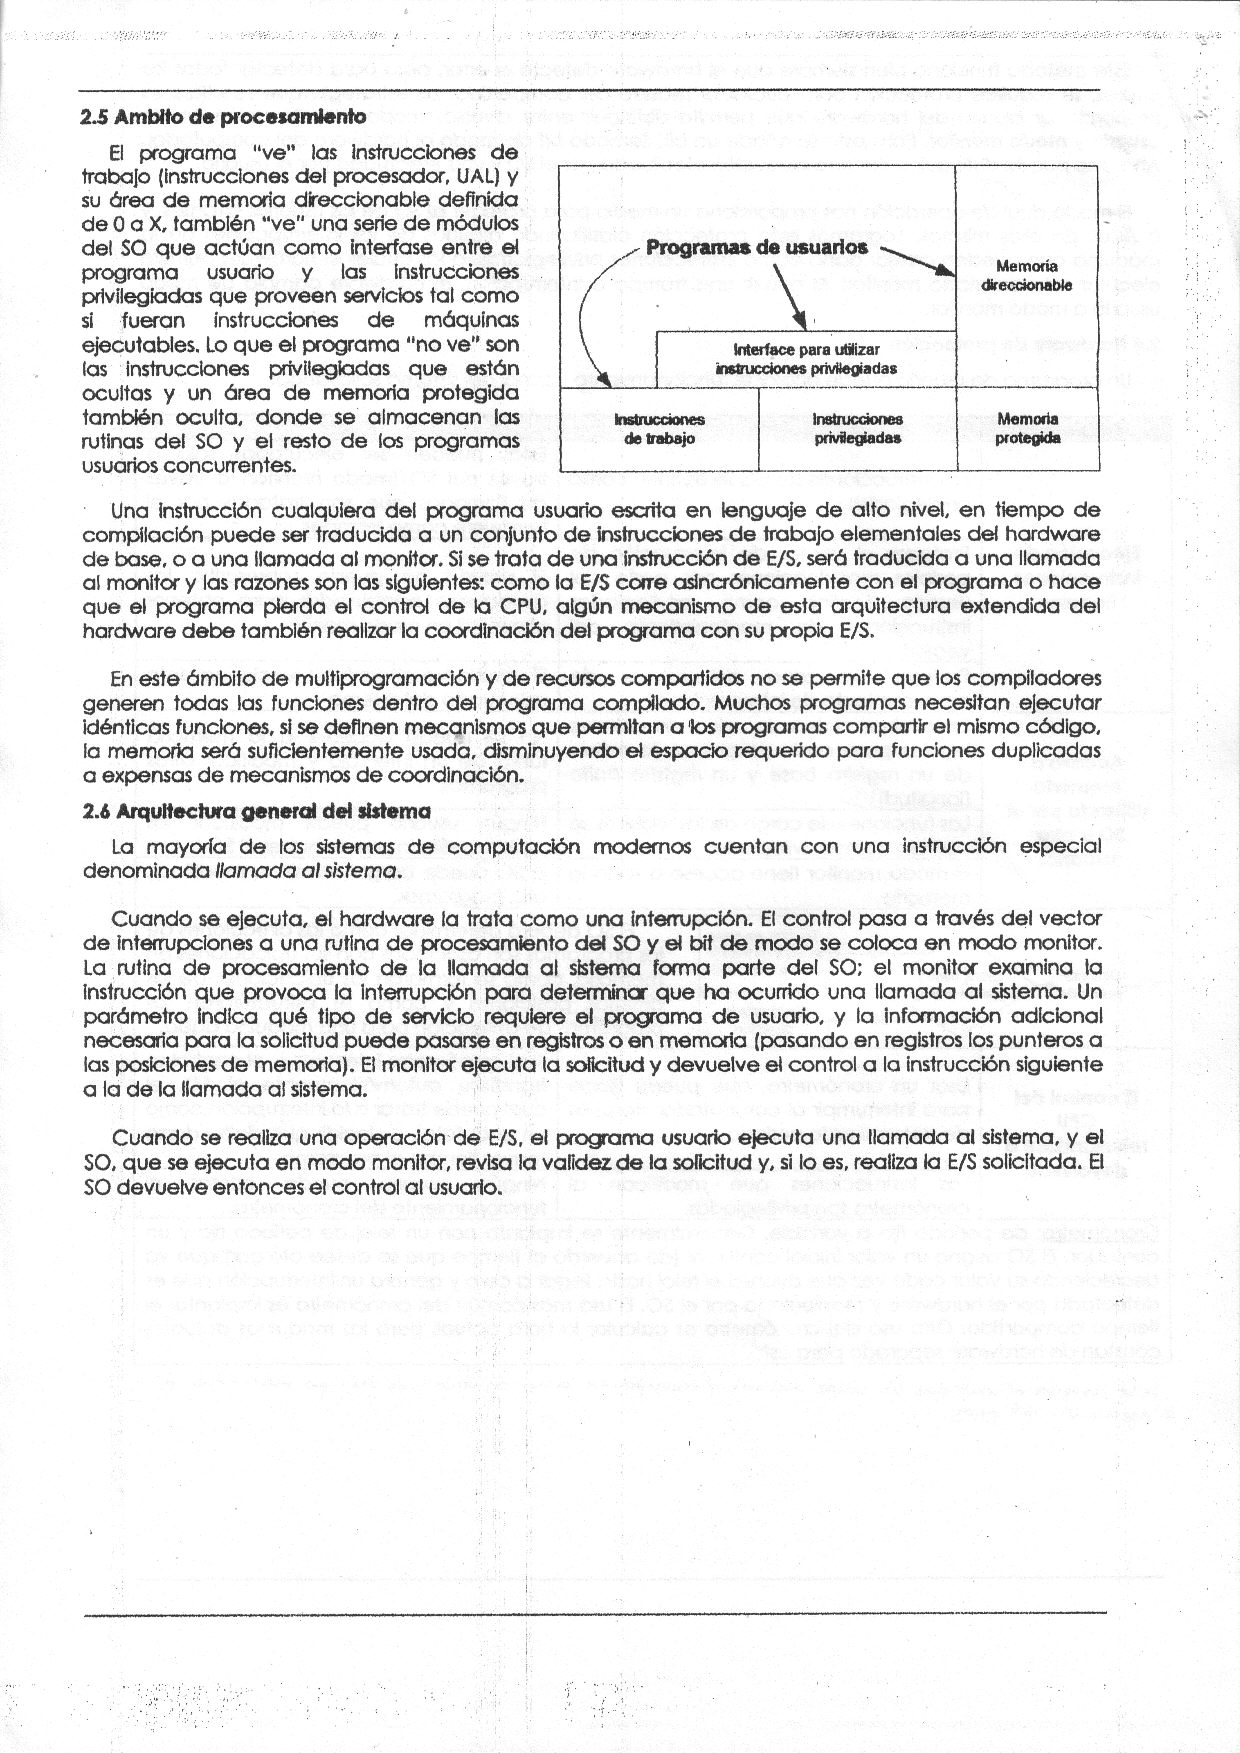 2.5 Ambito de procesamiento
El programa "ve" las instrucciones de
trabajo (instrucciones del procesador, UAL) y
su área de memoria direccionable definida
de 0 a X, también "ve" una serie de módulos
del SO que actúan como interfase entre el
programa usuario y las instrucciones
privilegiadas que proveen servicios tal como
si fueran instrucciones de máquinas
ejecutables. Lo que el programa "no ve" son
las instrucciones privilegiadas que están
ocultas y un área de memoria protegida
también oculta, donde se almacenan las
rutinas del SO y el resto de los programas
usuarios concurrentes.
Programas de usuarios
Memoria
direccionable
Interface para utilizar
instrucciones privilegiadas
Instrucciones
de trabajo
Instrucciones
privilegiadas
Memoria
protegida
Una instrucción cualquiera del programa usuario escrita en lenguaje de alto nivel, en tiempo de
compilación puede ser traducida a un conjunto de instrucciones de trabajo elementales del hardware
de base, o a una llamada al monitor. Si se trata de una instrucción de E/S, será traducida a una llamada
al monitor y las razones son las siguientes: como la E/S corre asincrónicamente con el programa o hace
que el programa pierda el control de la CPU, algún mecanismo de esta arquitectura extendida del
hardware debe también realizar la coordinación del programa con su propia E/S.
En este ámbito de multiprogramación y de recursos compartidos no se permite que los compiladores
generen todas las funciones dentro del programa compilado. Muchos programas necesitan ejecutar
idénticas funciones, si se definen mecanismos que permitan a los programas compartir el mismo código,
la memoria será suficientemente usada, disminuyendo el espacio requerido para funciones duplicadas
a expensas de mecanismos de coordinación.
2.6 Arquitectura general del sistema
La mayoría de los sistemas de computación modernos cuentan con una instrucción especial
denominada llamada al sistema.
Cuando se ejecuta, el hardware la trata como una interrupción. El control pasa a través del vector
de interrupciones a una rutina de procesamiento del SO y el bit de modo se coloca en modo monitor.
La rutina de procesamiento de la llamada al sistema forma parte del SO; el monitor examina la
instrucción que provoca la interrupción para determinar que ha ocurrido una llamada al sistema. Un
parámetro indica qué tipo de servicio requiere el programa de usuario, y la información adicional
necesaria para la solicitud puede pasarse en registros o en memoria (pasando en registros los punteros a
las posiciones de memoria). El monitor ejecuta la solicitud y devuelve el control a la instrucción siguiente
a la de la llamada al sistema.
Cuando se realiza una operación de E/S, el programa usuario ejecuta una llamada al sistema, y el
SO, que se ejecuta en modo monitor, revisa la validez de la solicitud y, si lo es, realiza la E/S solicitada. El
SO devuelve entonces el control al usuario.